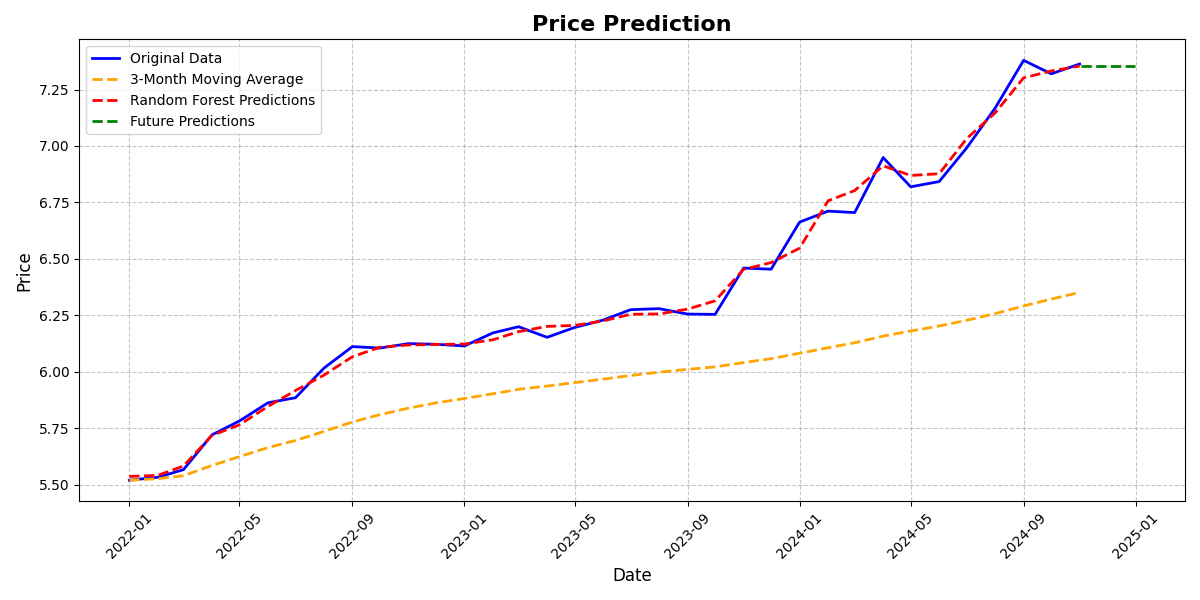 Price Prediction
Original Data
3-Month Moving Average
Random Forest Predictions
Future Predictions
7.25
7.00
6.75
6.50
6.25
6.00
5.75
5.50
Price
2022-01
2022-05
2022-09
2023-01
2023-05
2023-09
2024-01
2024-05
2024-09
2025-01
Date